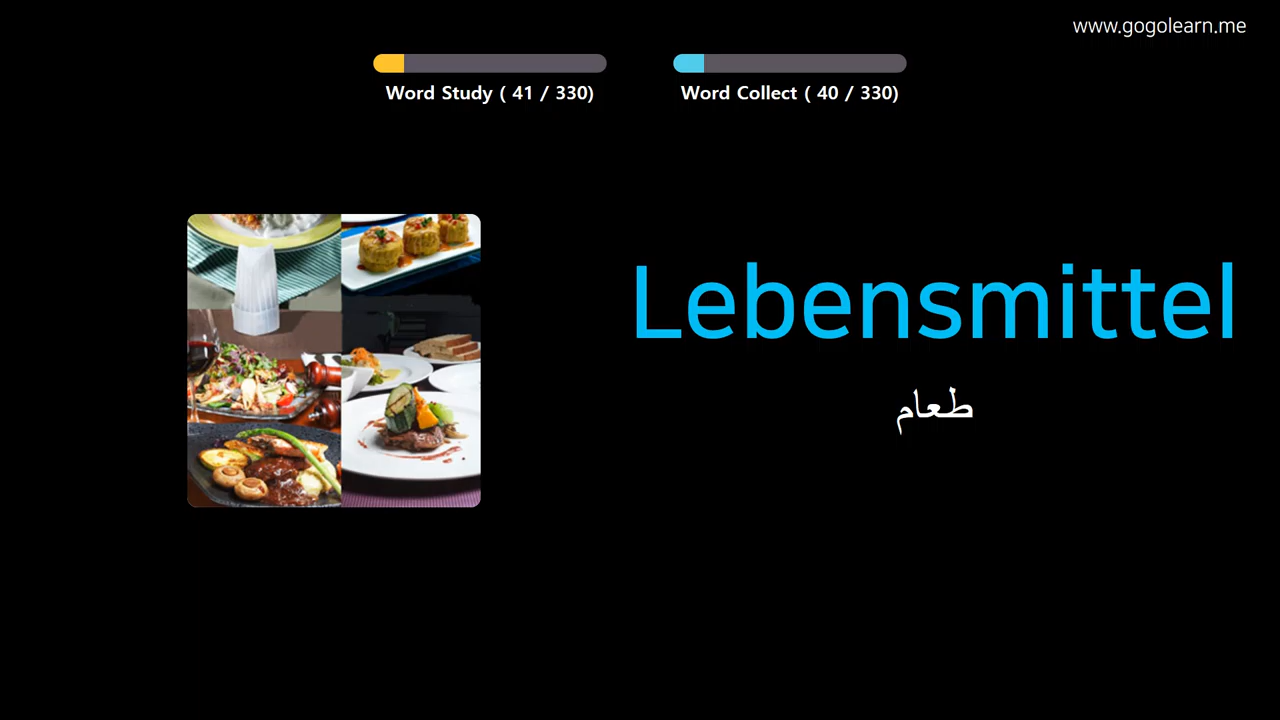 www.gogolearn.me
Word Study ( 41 / 330)
Word Collect ( 40 / 330)
Lebensmittel
طعام